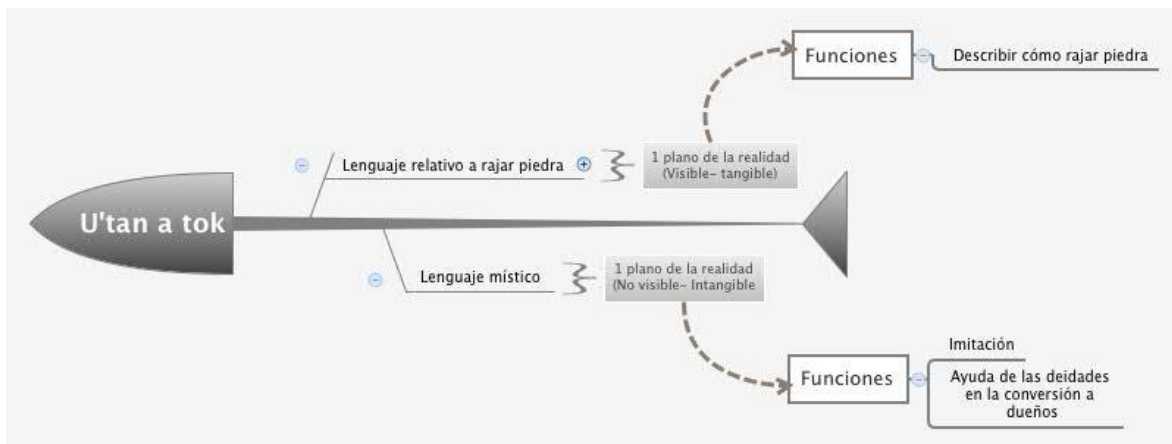 Funciones
Describir cómo rajar piedra
Lenguaje relativo a rajar piedra
1 plano de la realidad
(Visible- tangible)
U'tan a tok
Lenguaje místico
1 plano de la realidad
(No visible- Intangible
Funciones
Imitación
Ayuda de las deidades
en la conversión a
dueños